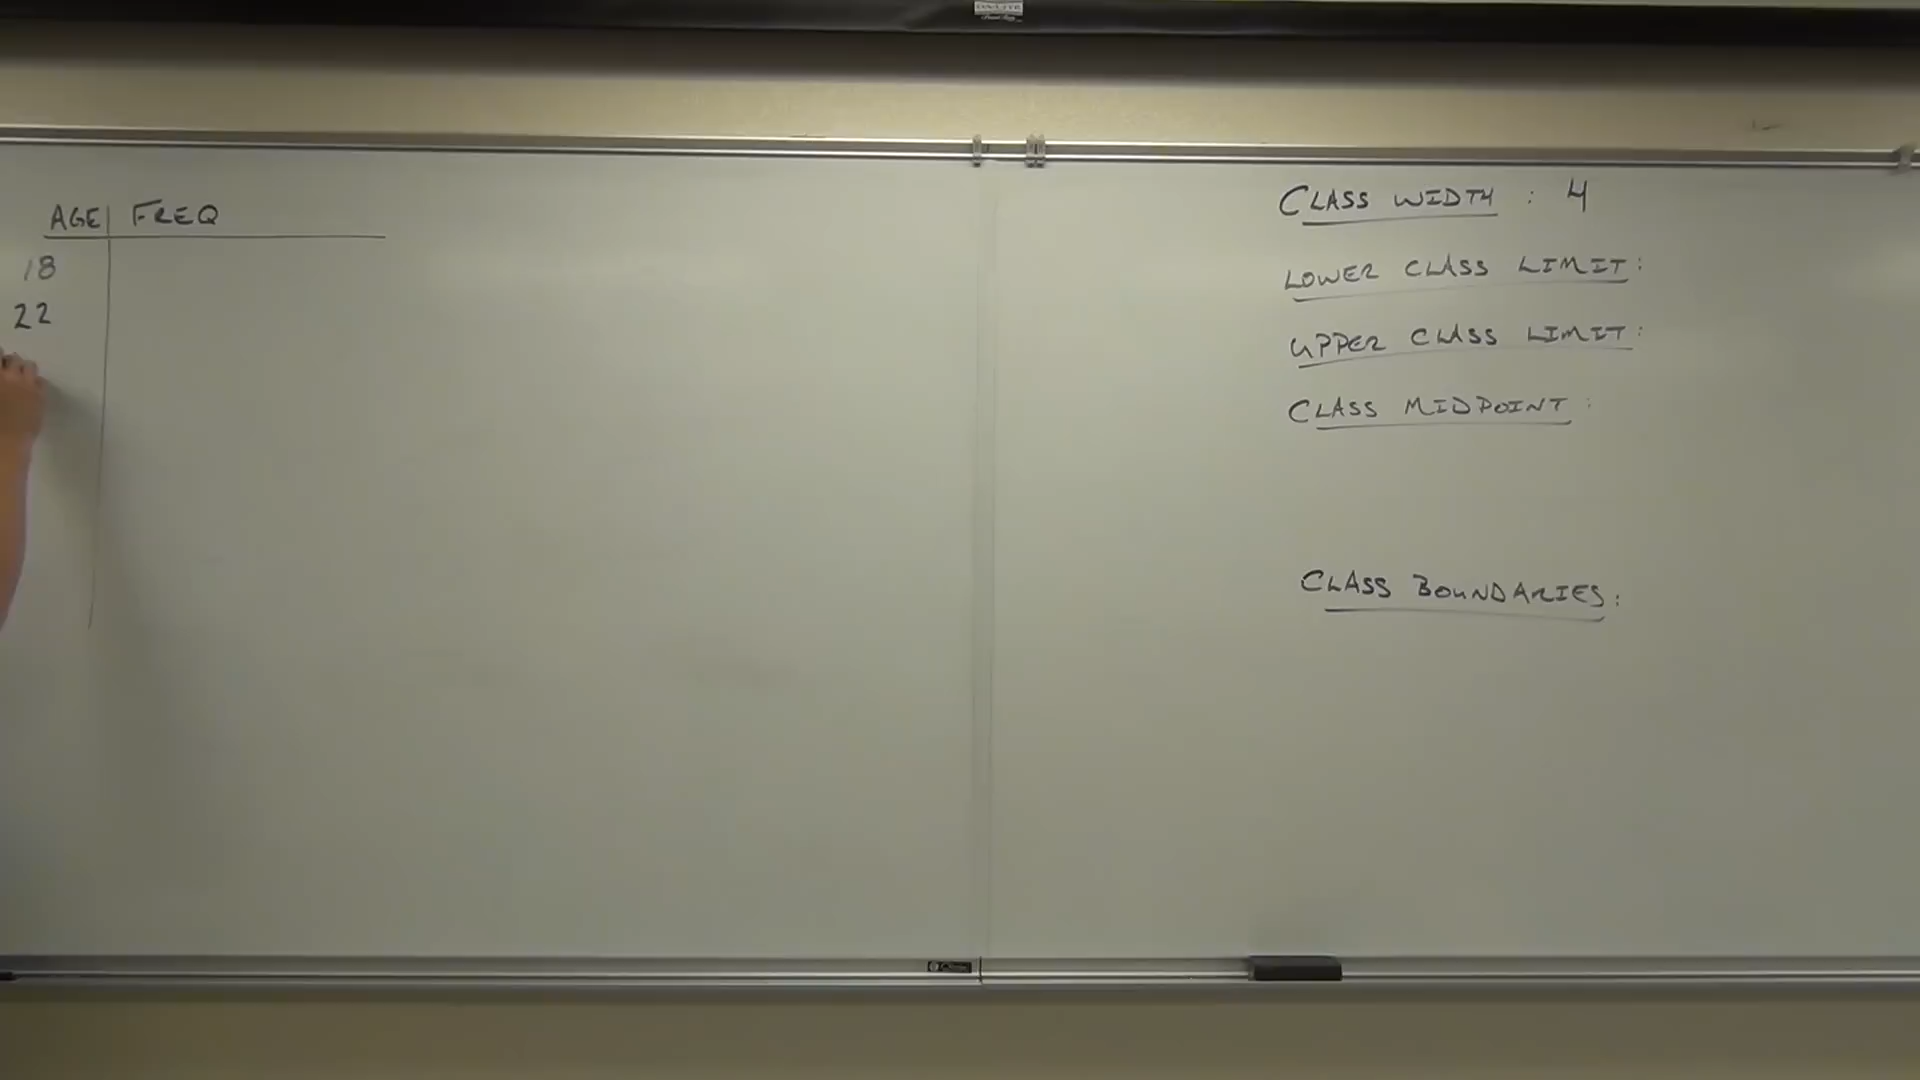 AGE FREQ
18
22
CLASS WIDTH : 4
LOWER CLASS LIMIT:
UPPER CLASS LIMIT:
CLASS MIDPOINT :
CLASS BOUNDARIES: